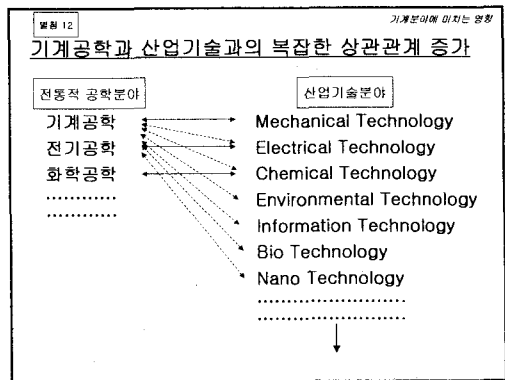 별첨 12
기계분야에 미치는 영향
기계공학과 산업기술과의 복잡한 상관관계 증가
전통적 공학분야
기계공학
전기공학
화학공학
............
............
산업기술분야
Mechanical Technology
Electrical Technology
Chemical Technology
Environmental Technology
Information Technology
Bio Technology
Nano Technology
.........................
.........................